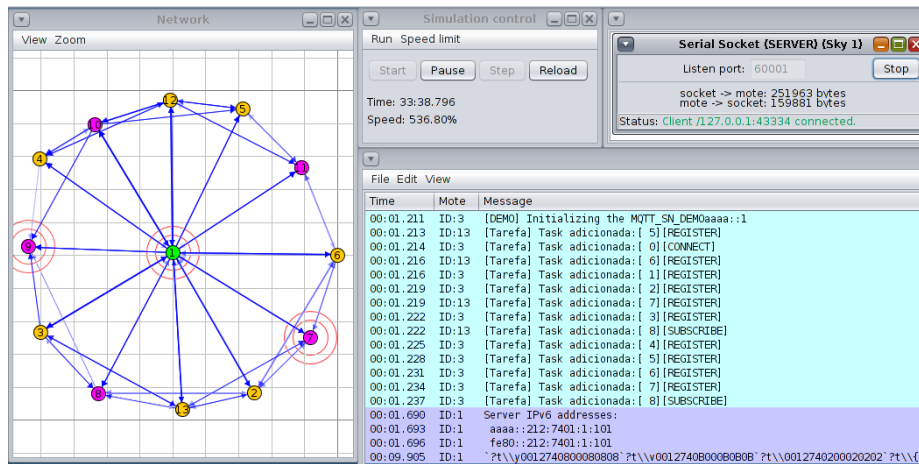 Network
View Zoom
12
5
10
4
11
9
1
6
3
7
8
2
13
Simulation control
Run Speed limit
Start Pause Step Reload
Time: 33:38.796
Speed: 536.80%
Serial Socket (SERVER) (Sky 1)
Listen port: 60001 Stop
socket -> mote: 251963 bytes
mote -> socket: 159881 bytes
Status: Client /127.0.0.1:43334 connected.
File Edit View
Time Mote Message
00:01.211 ID:3 [DEMO] Initializing the MQTT_SN_DEMOaaaa::1
00:01.213 ID:13 [Tarefa] Task adicionada:[ 5][REGISTER]
00:01.214 ID:3 [Tarefa] Task adicionada:[ 0][CONNECT]
00:01.216 ID:13 [Tarefa] Task adicionada:[ 6][REGISTER]
00:01.216 ID:3 [Tarefa] Task adicionada:[ 1][REGISTER]
00:01.219 ID:3 [Tarefa] Task adicionada:[ 2][REGISTER]
00:01.219 ID:13 [Tarefa] Task adicionada:[ 7][REGISTER]
00:01.222 ID:3 [Tarefa] Task adicionada:[ 3][REGISTER]
00:01.222 ID:13 [Tarefa] Task adicionada:[ 8][SUBSCRIBE]
00:01.225 ID:3 [Tarefa] Task adicionada:[ 4][REGISTER]
00:01.228 ID:3 [Tarefa] Task adicionada:[ 5][REGISTER]
00:01.231 ID:3 [Tarefa] Task adicionada:[ 6][REGISTER]
00:01.234 ID:3 [Tarefa] Task adicionada:[ 7][REGISTER]
00:01.237 ID:3 [Tarefa] Task adicionada:[ 8][SUBSCRIBE]
00:01.690 ID:1 Server IPv6 addresses:
00:01.693 ID:1 aaaa::212:7401:1:101
00:01.696 ID:1 fe80::212:7401:1:101
00:09.905 ID:1 `?t\\y0012740800080808`?t\\v0012740B000B0B0B`?t\\0012740200020202`?t\\{